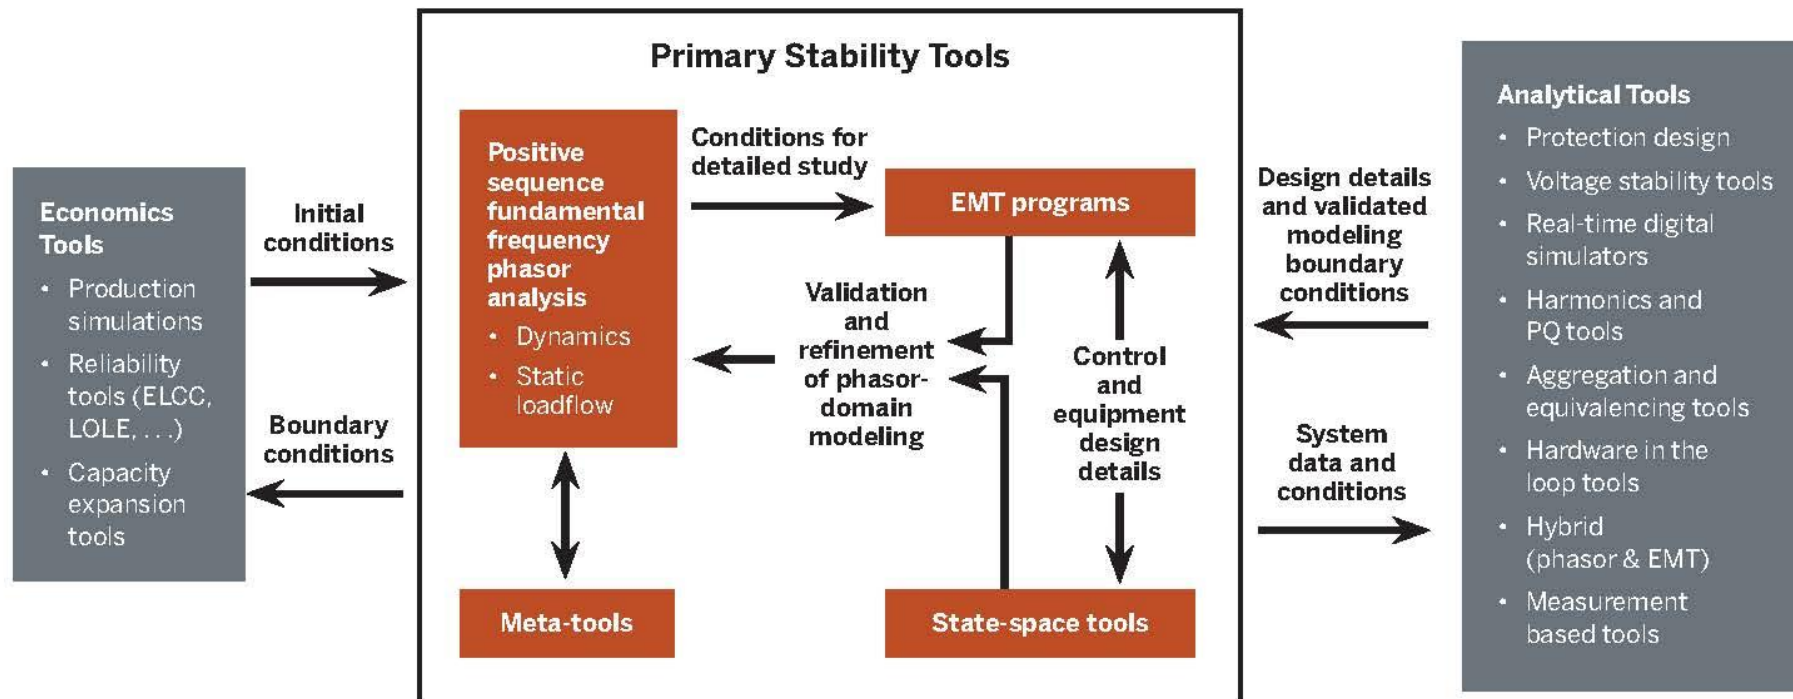 Primary Stability Tools
Economics
Tools
• Production
simulations
• Reliability
tools (ELCC,
LOLE, . . .)
• Capacity
expansion
tools
Initial
conditions
Boundary
conditions
Positive
sequence
fundamental
frequency
phasor
analysis
• Dynamics
• Static
loadflow
Conditions for
detailed study
EMT programs
Validation
and
refinement
of phasor-
domain
modeling
Control
and
equipment
design
details
Meta-tools
State-space tools
Design details
and validated
modeling
boundary
conditions
System
data and
conditions
Analytical Tools
• Protection design
• Voltage stability tools
• Real-time digital
simulators
• Harmonics and
PQ tools
• Aggregation and
equivalencing tools
• Hardware in the
loop tools
• Hybrid
(phasor & EMT)
• Measurement
based tools